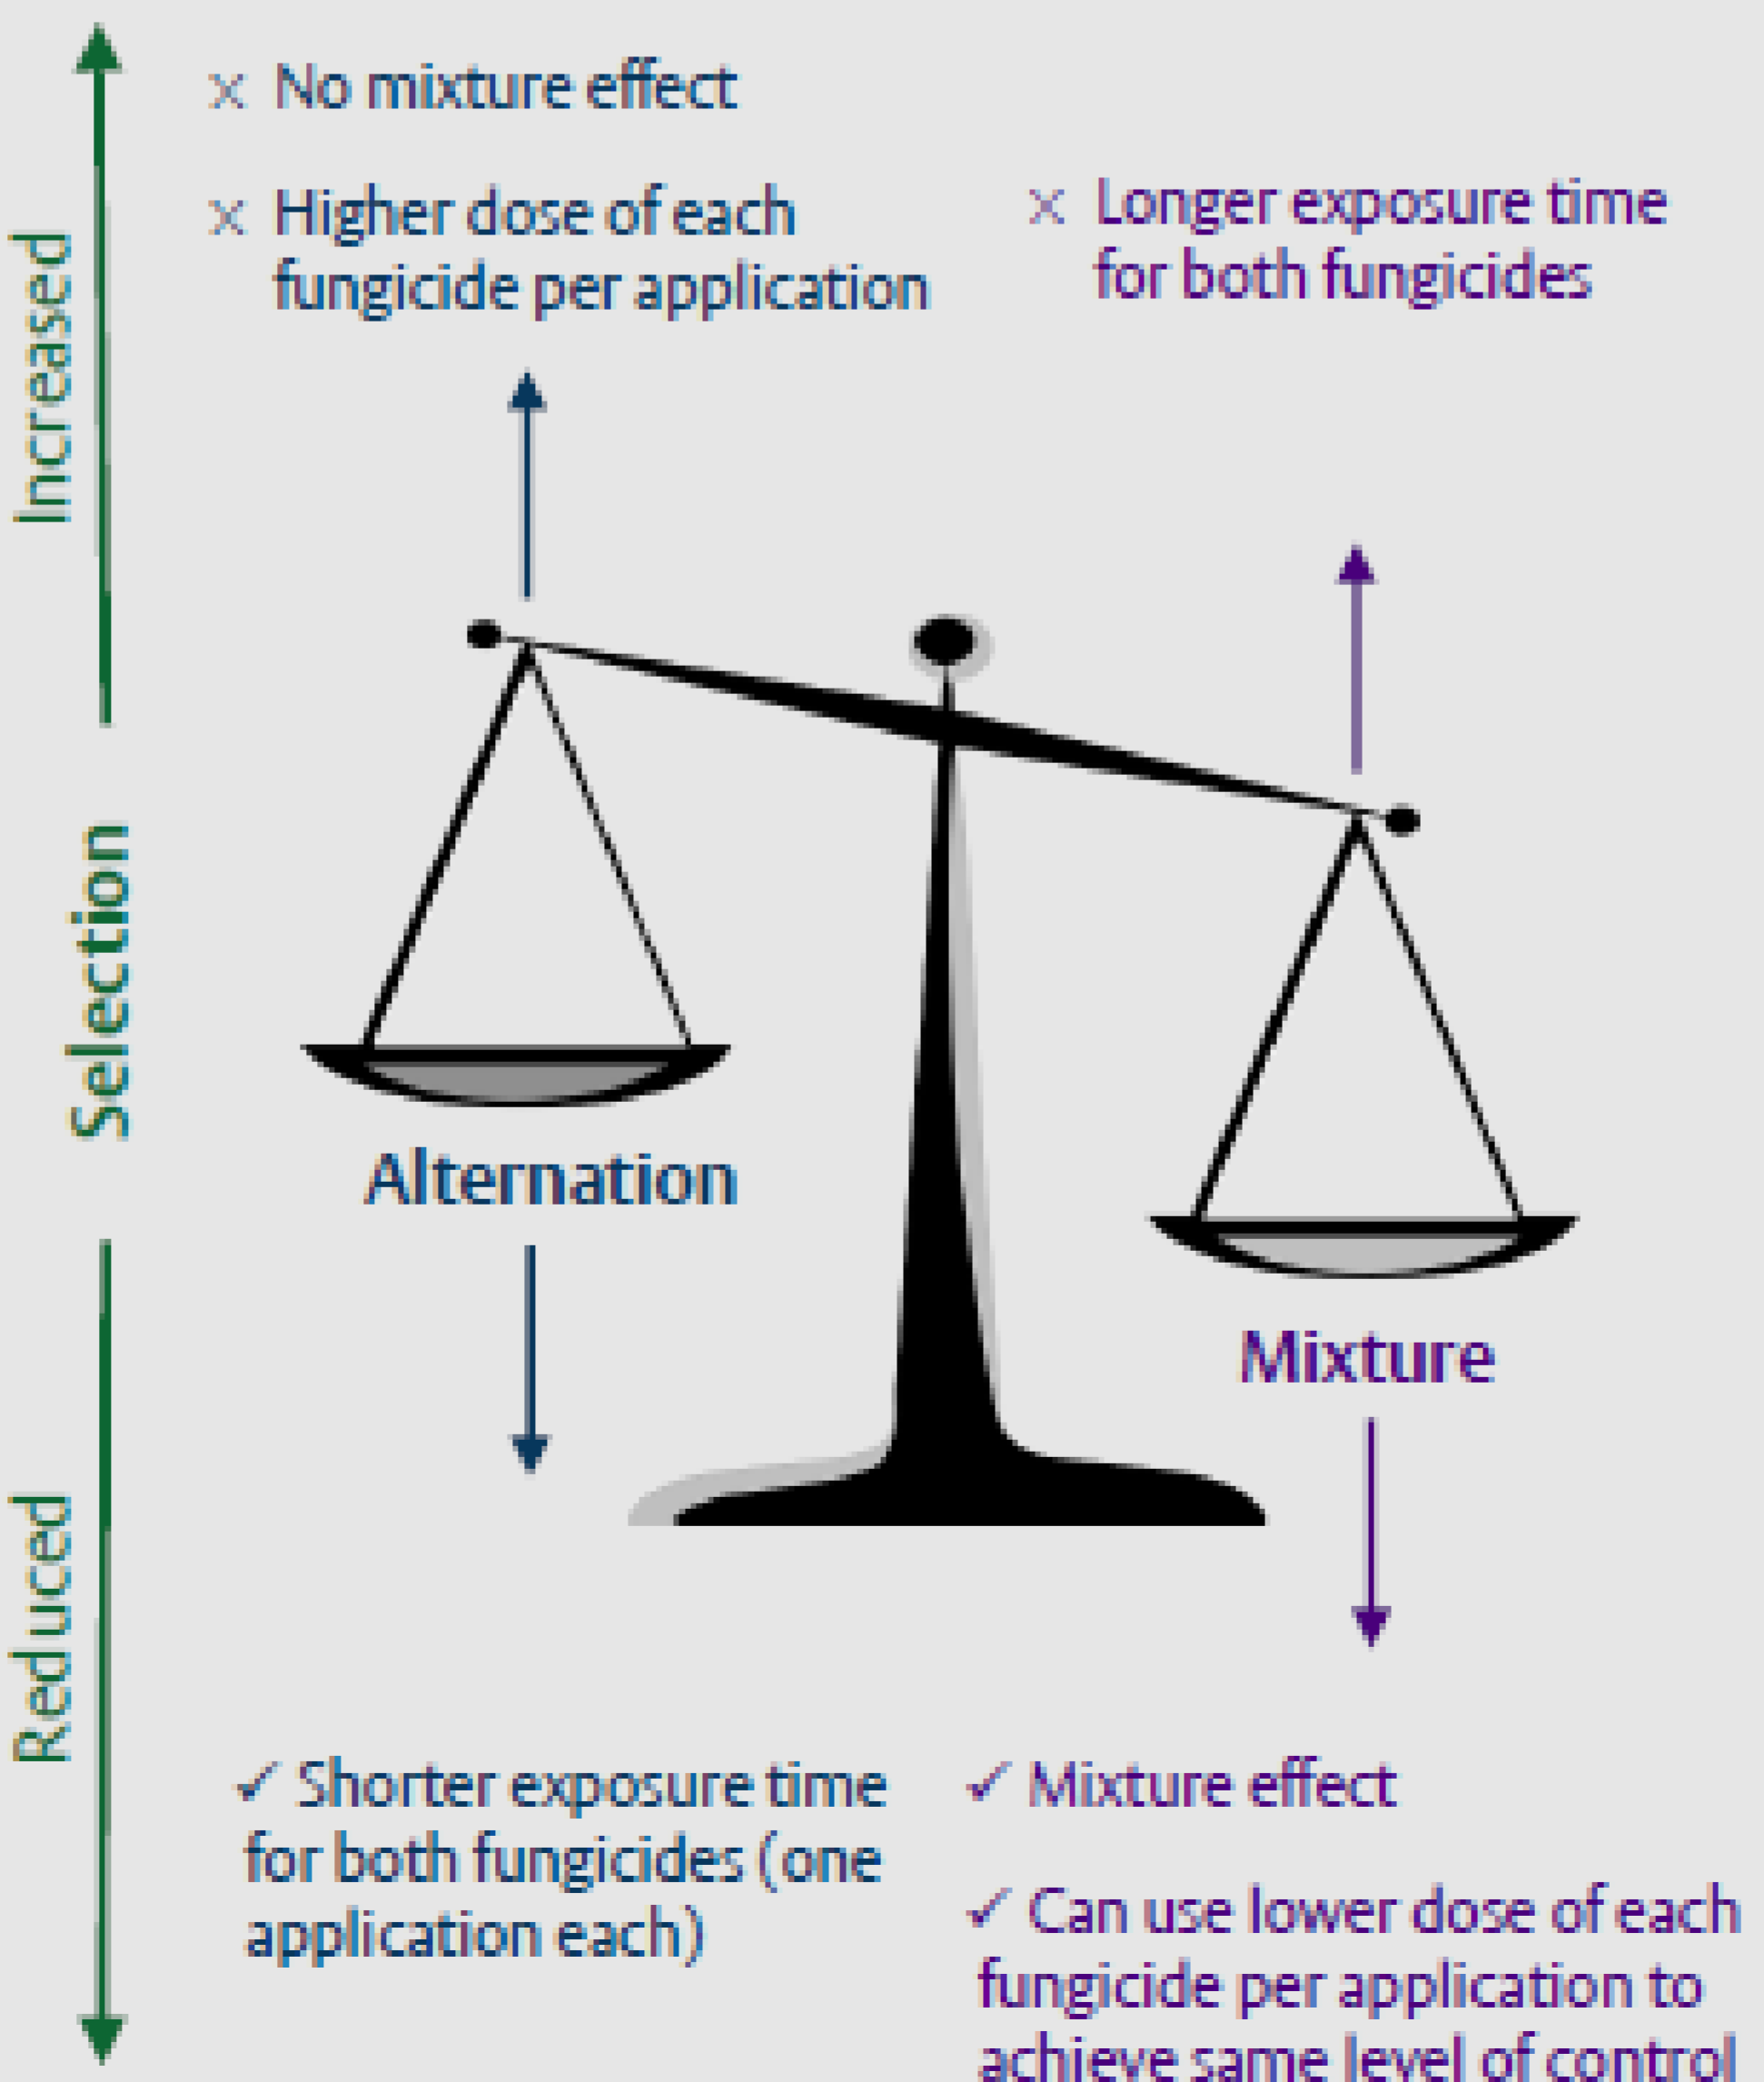 Increased
Selection
Reduced
× No mixture effect
× Higher dose of each
fungicide per application
× Longer exposure time
for both fungicides
Alternation
Mixture
✓ Shorter exposure time
for both fungicides (one
application each)
✓ Mixture effect
✓ Can use lower dose of each
fungicide per application to
achieve same level of control